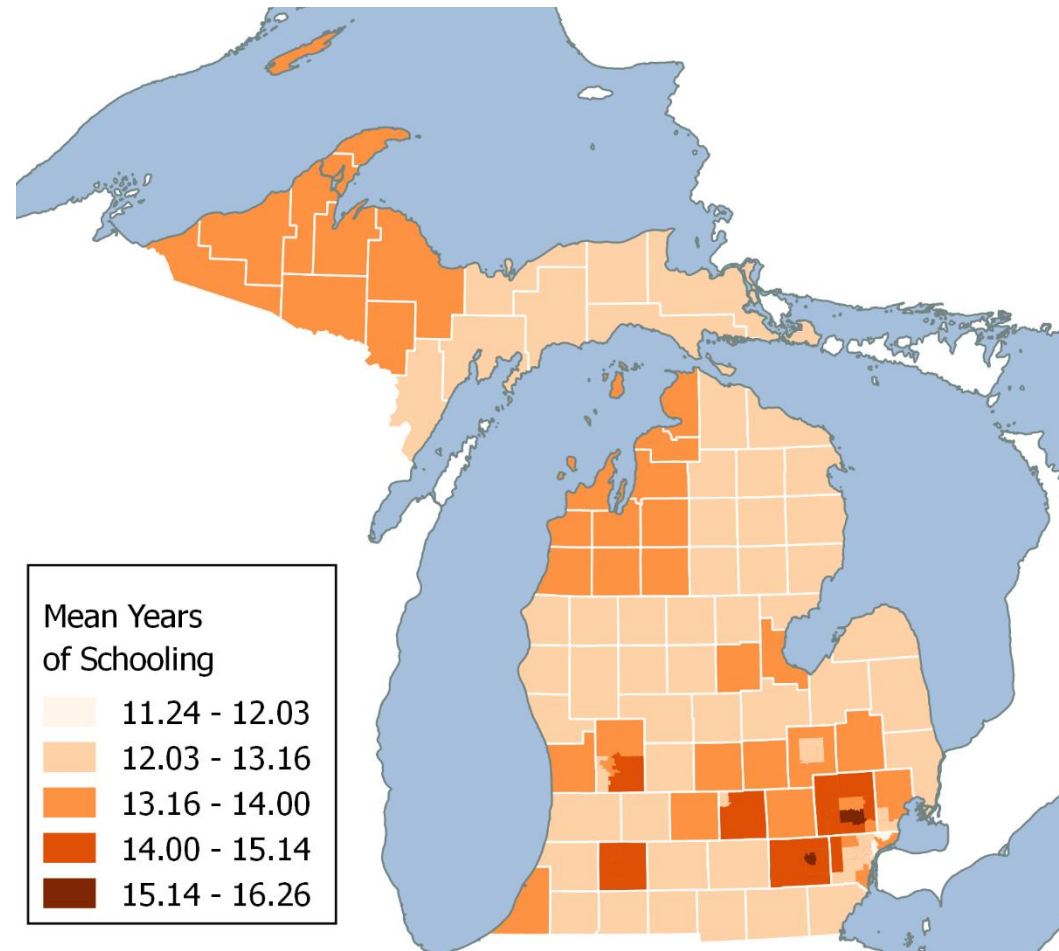 Mean Years
of Schooling
11.24 - 12.03
12.03 - 13.16
13.16 - 14.00
14.00 - 15.14
15.14 - 16.26